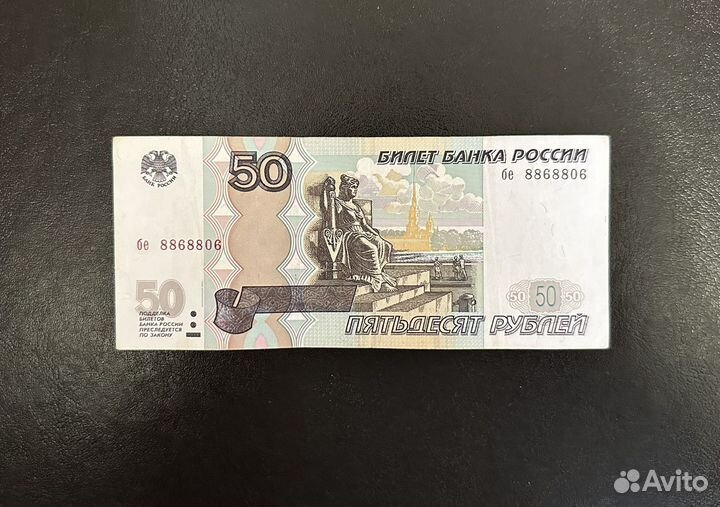 БИЛЕТ БАНКА РОССИИ
50
бе 8868806
БАНК РОССИИ
бе 8868806
50
50 50 50
ПОДДЕЛКА
БИЛЕТОВ
БАНКА РОССИИ
ПРЕСЛЕДУЕТСЯ
ПО ЗАКОНУ
ПЯТЬДЕСЯТ РУБЛЕЙ
Avito